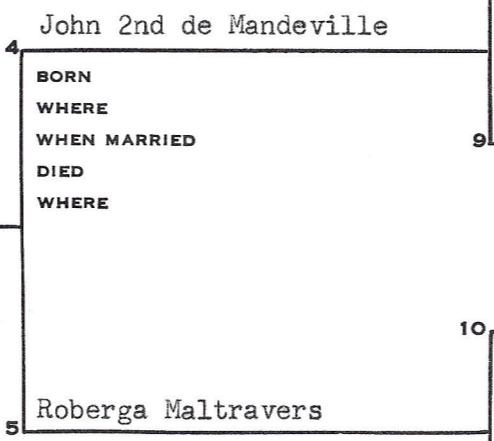 John 2nd de Mandeville
4
BORN
WHERE
WHEN MARRIED
9
DIED
WHERE
10
Roberga Maltravers
5